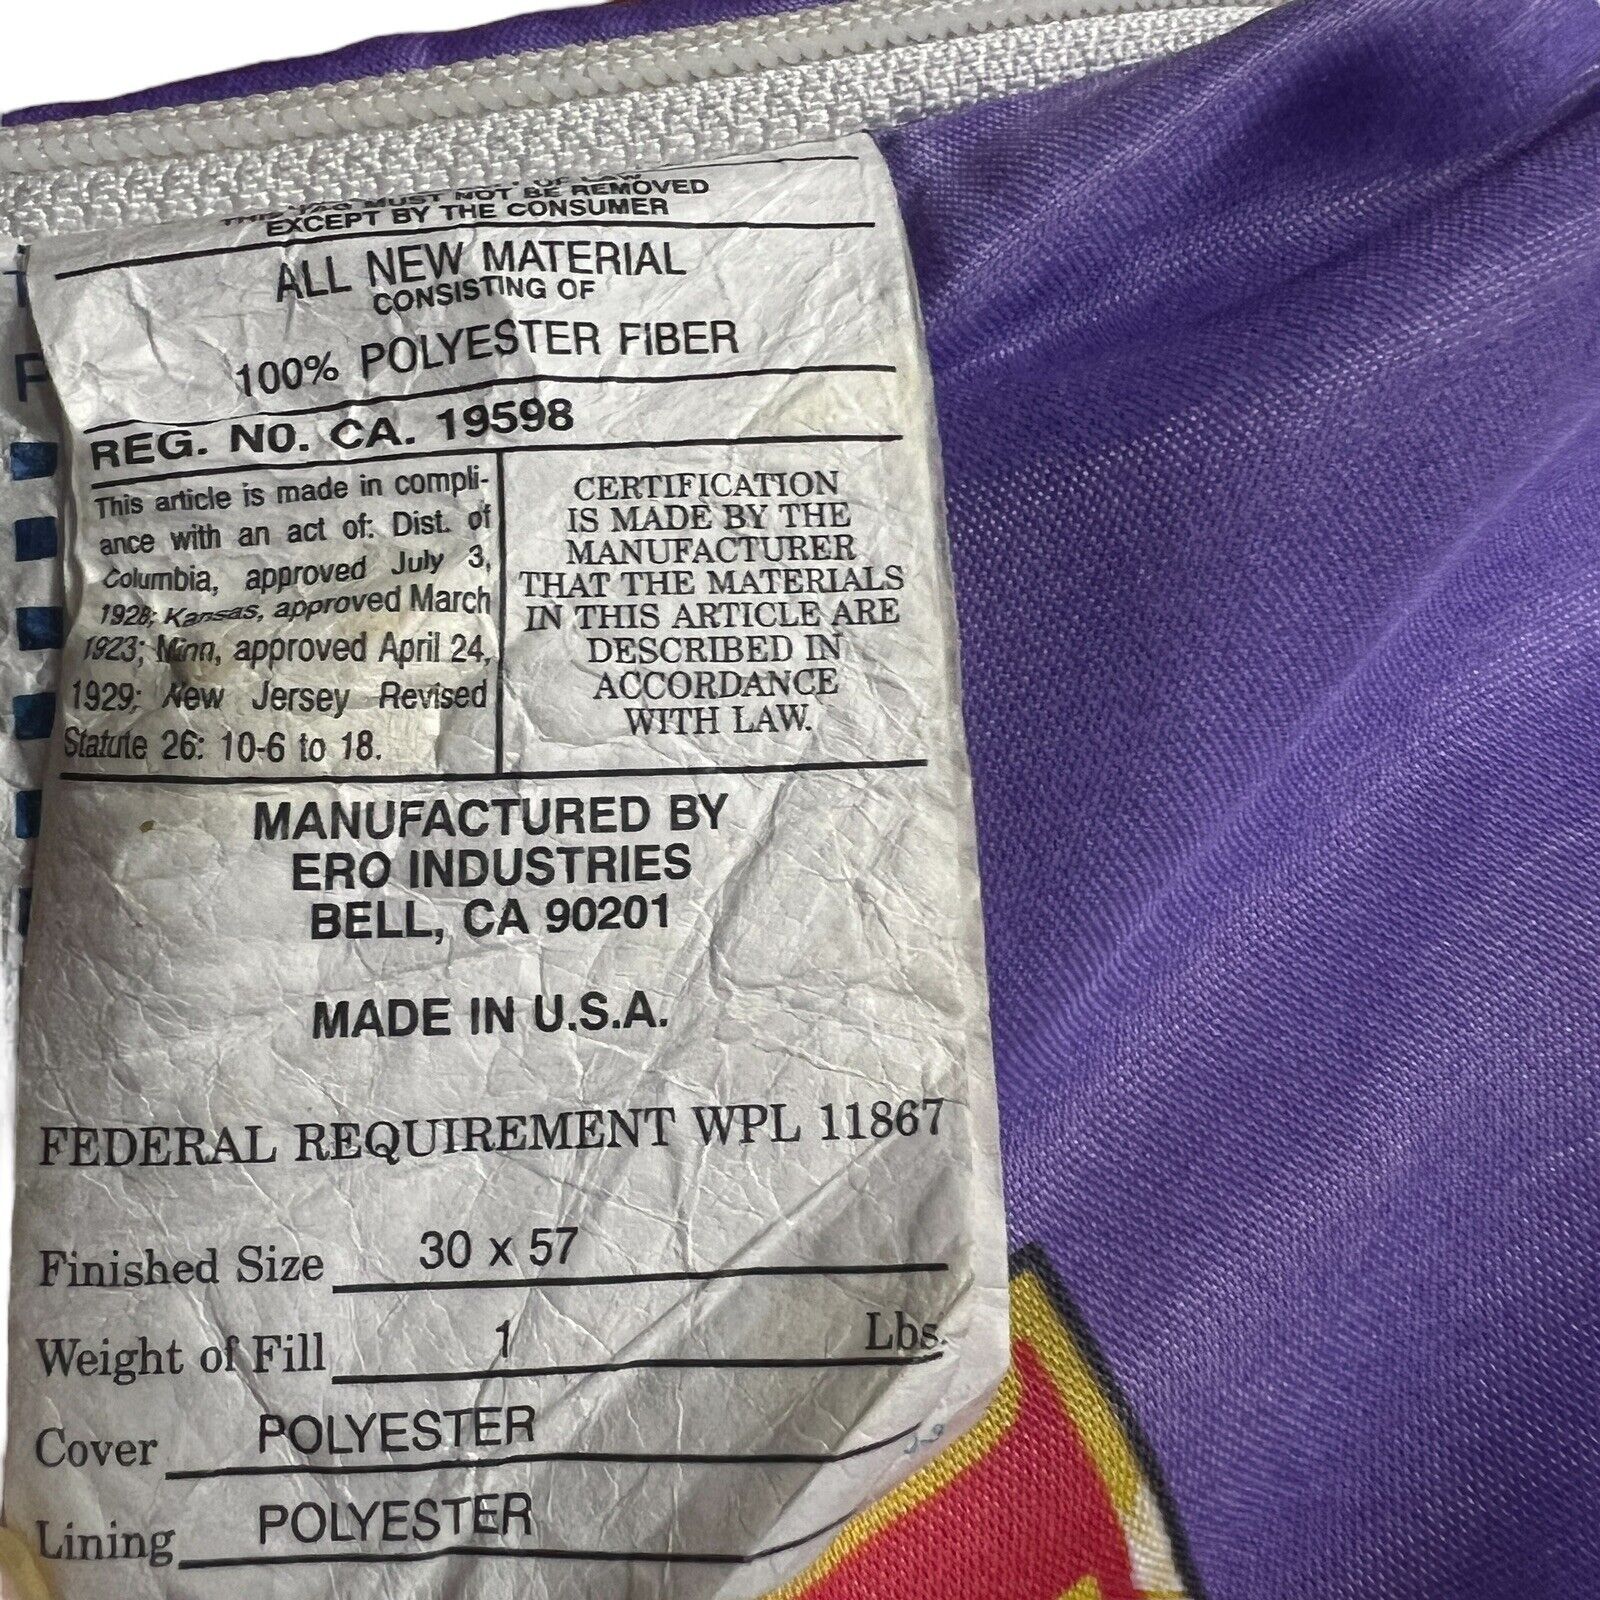 OF LAW
THIS TAG MUST NOT BE REMOVED
EXCEPT BY THE CONSUMER
ALL NEW MATERIAL
CONSISTING OF
100% POLYESTER FIBER
REG. NO. CA. 19598
This article is made in compli-
ance with an act of: Dist. of
Columbia, approved July 3,
1928; Kansas, approved March
1923; Minn, approved April 24,
1929; New Jersey Revised
Statute 26: 10-6 to 18.
CERTIFICATION
IS MADE BY THE
MANUFACTURER
THAT THE MATERIALS
IN THIS ARTICLE ARE
DESCRIBED IN
ACCORDANCE
WITH LAW.
MANUFACTURED BY
ERO INDUSTRIES
BELL, CA 90201
MADE IN U.S.A.
FEDERAL REQUIREMENT WPL 11867
Finished Size 30 x 57
Weight of Fill 1 Lbs.
Cover POLYESTER
Lining POLYESTER